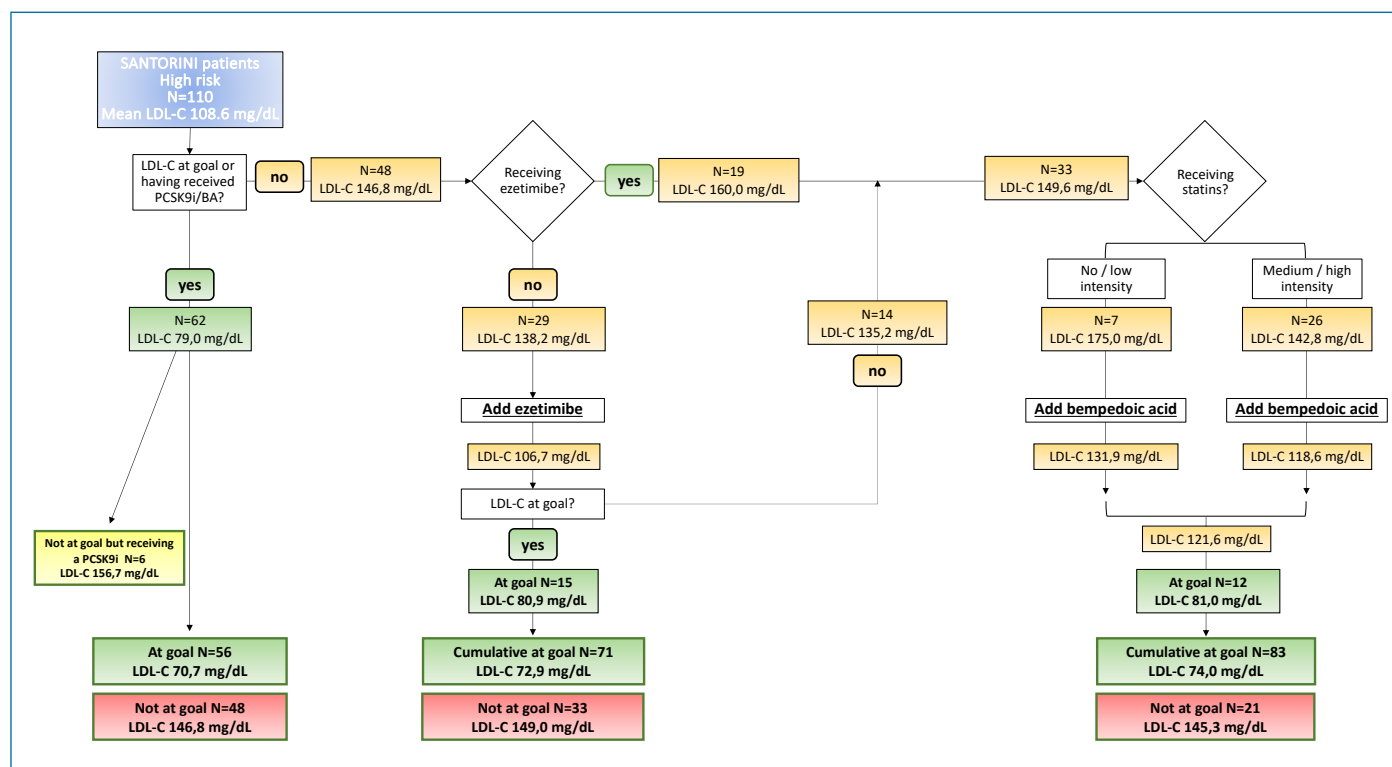 SANTORINI patients
High risk
N=110
Mean LDL-C 108.6 mg/dL
LDL-C at goal or
having received
PCSK9i/BA?
no
N=48
LDL-C 146,8 mg/dL
Receiving
ezetimibe?
yes
N=19
LDL-C 160,0 mg/dL
N=33
LDL-C 149,6 mg/dL
Receiving
statins?
yes
N=62
LDL-C 79,0 mg/dL
no
N=29
LDL-C 138,2 mg/dL
N=14
LDL-C 135,2 mg/dL
no
No / low
intensity
Medium / high
intensity
N=7
LDL-C 175,0 mg/dL
N=26
LDL-C 142,8 mg/dL
Add ezetimibe
Add bempedoic acid
Add bempedoic acid
LDL-C 106,7 mg/dL
LDL-C 131,9 mg/dL
LDL-C 118,6 mg/dL
LDL-C at goal?
yes
Not at goal but receiving
a PCSK9i N=6
LDL-C 156,7 mg/dL
LDL-C 121,6 mg/dL
At goal N=15
LDL-C 80,9 mg/dL
At goal N=12
LDL-C 81,0 mg/dL
At goal N=56
LDL-C 70,7 mg/dL
Cumulative at goal N=71
LDL-C 72,9 mg/dL
Cumulative at goal N=83
LDL-C 74,0 mg/dL
Not at goal N=48
LDL-C 146,8 mg/dL
Not at goal N=33
LDL-C 149,0 mg/dL
Not at goal N=21
LDL-C 145,3 mg/dL